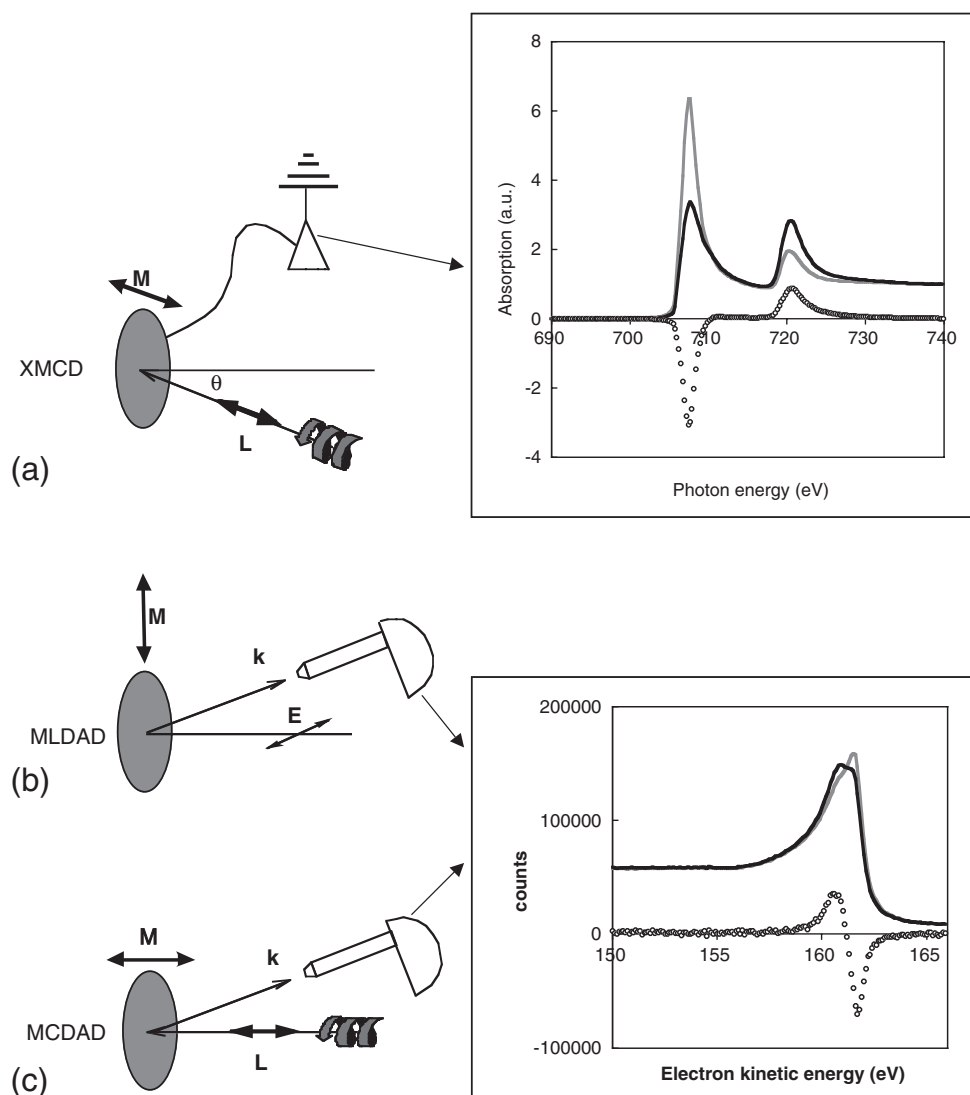 M
XMCD
θ
L
(a)
Absorption (a.u.)
8
6
4
2
0
-2
-4
690
700
710
720
730
740
Photon energy (eV)
M
k
E
MLDAD
(b)
M
k
MCDAD
L
(c)
counts
200000
100000
0
-100000
150
155
160
165
Electron kinetic energy (eV)